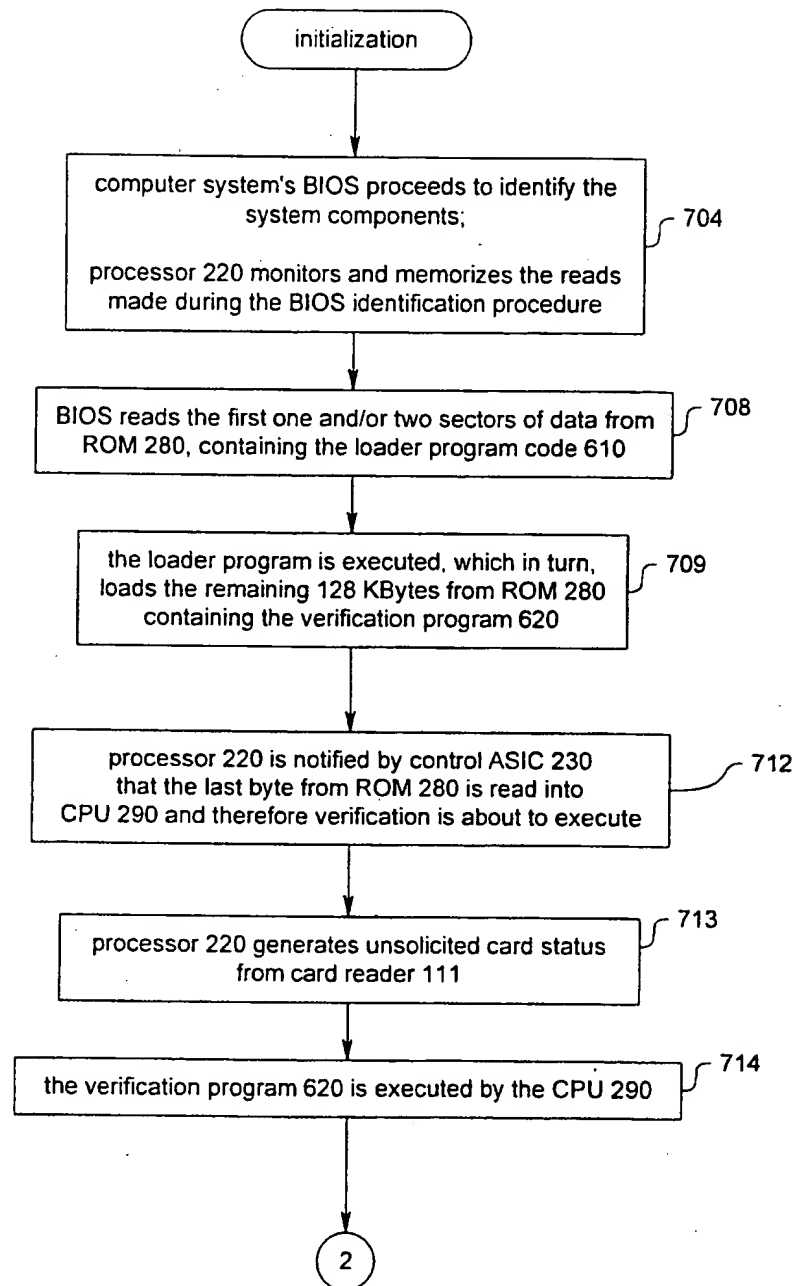 initialization
computer system's BIOS proceeds to identify the
system components;
processor 220 monitors and memorizes the reads
made during the BIOS identification procedure
704
BIOS reads the first one and/or two sectors of data from
ROM 280, containing the loader program code 610
708
the loader program is executed, which in turn,
loads the remaining 128 KBytes from ROM 280
containing the verification program 620
709
processor 220 is notified by control ASIC 230
that the last byte from ROM 280 is read into
CPU 290 and therefore verification is about to execute
712
processor 220 generates unsolicited card status
from card reader 111
713
the verification program 620 is executed by the CPU 290
714
2